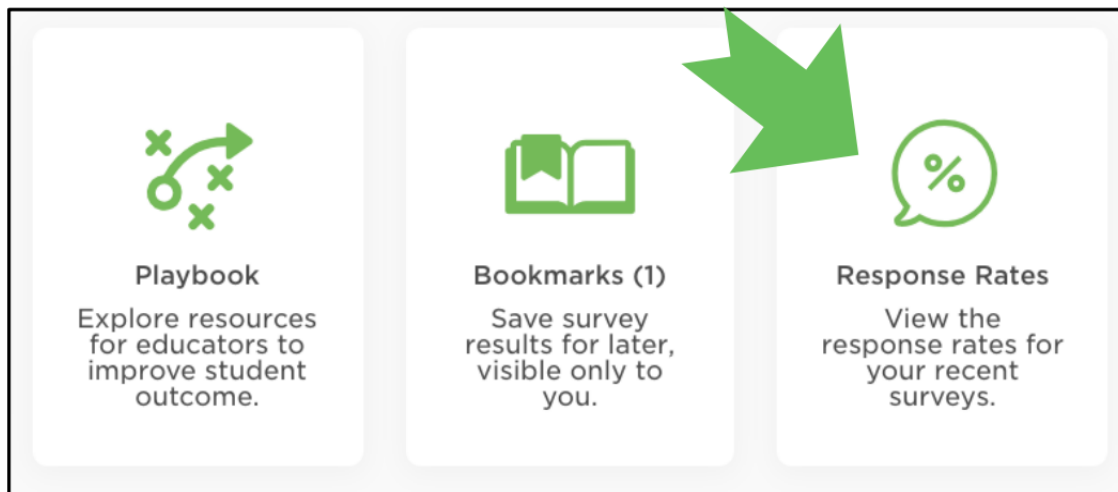 Playbook
Explore resources
for educators to
improve student
outcome.
Bookmarks (1)
Save survey
results for later,
visible only to
you.
%
Response Rates
View the
response rates for
your recent
surveys.